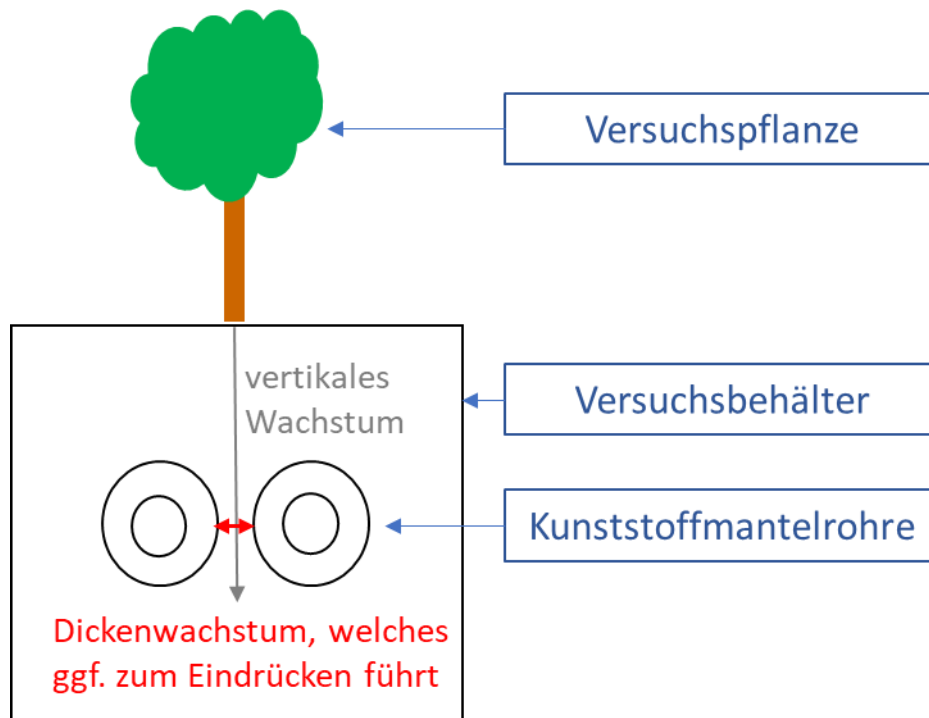 Versuchspflanze
vertikales
Wachstum
Versuchsbehälter
Kunststoffmantelrohre
Dickenwachstum, welches
ggf. zum Eindrücken führt